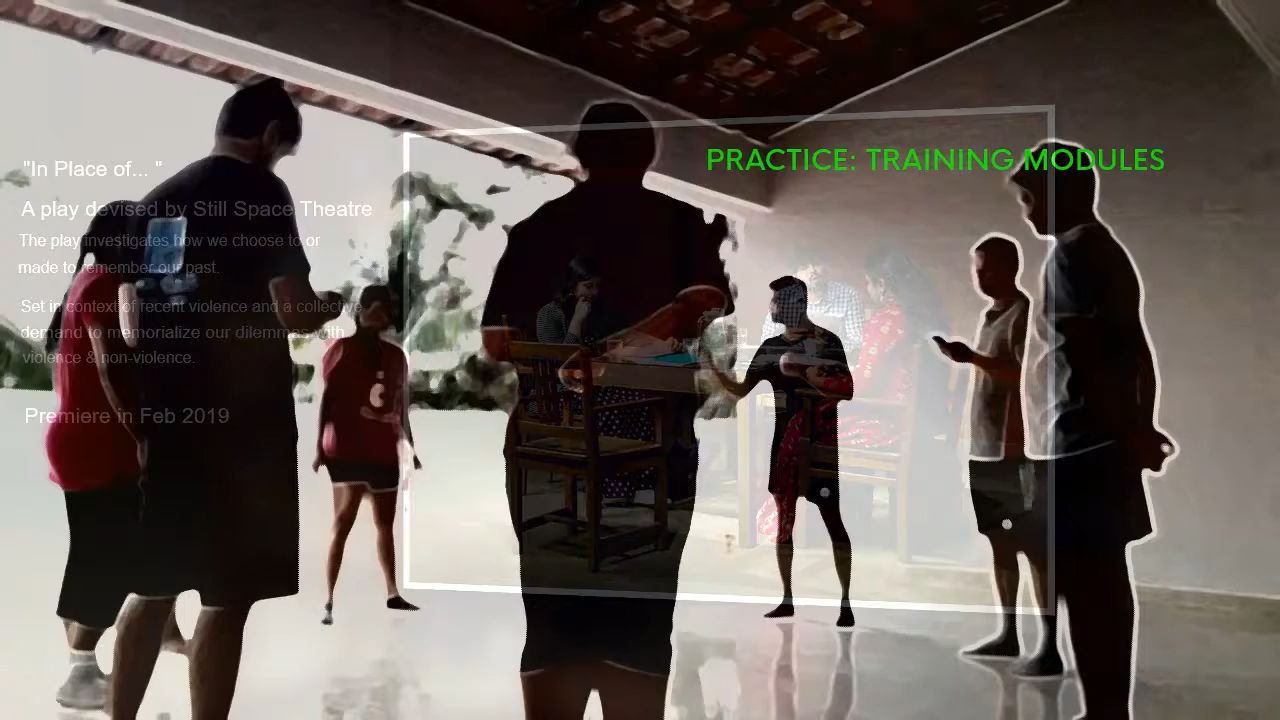 "In Place of... "
A play devised by Still Space Theatre
The play investigates how we choose to or
made to remember our past.
Set in context of recent violence and a collective
demand to memorialize our dilemmas with
violence & non-violence.
Premiere in Feb 2019
PRACTICE: TRAINING MODULES